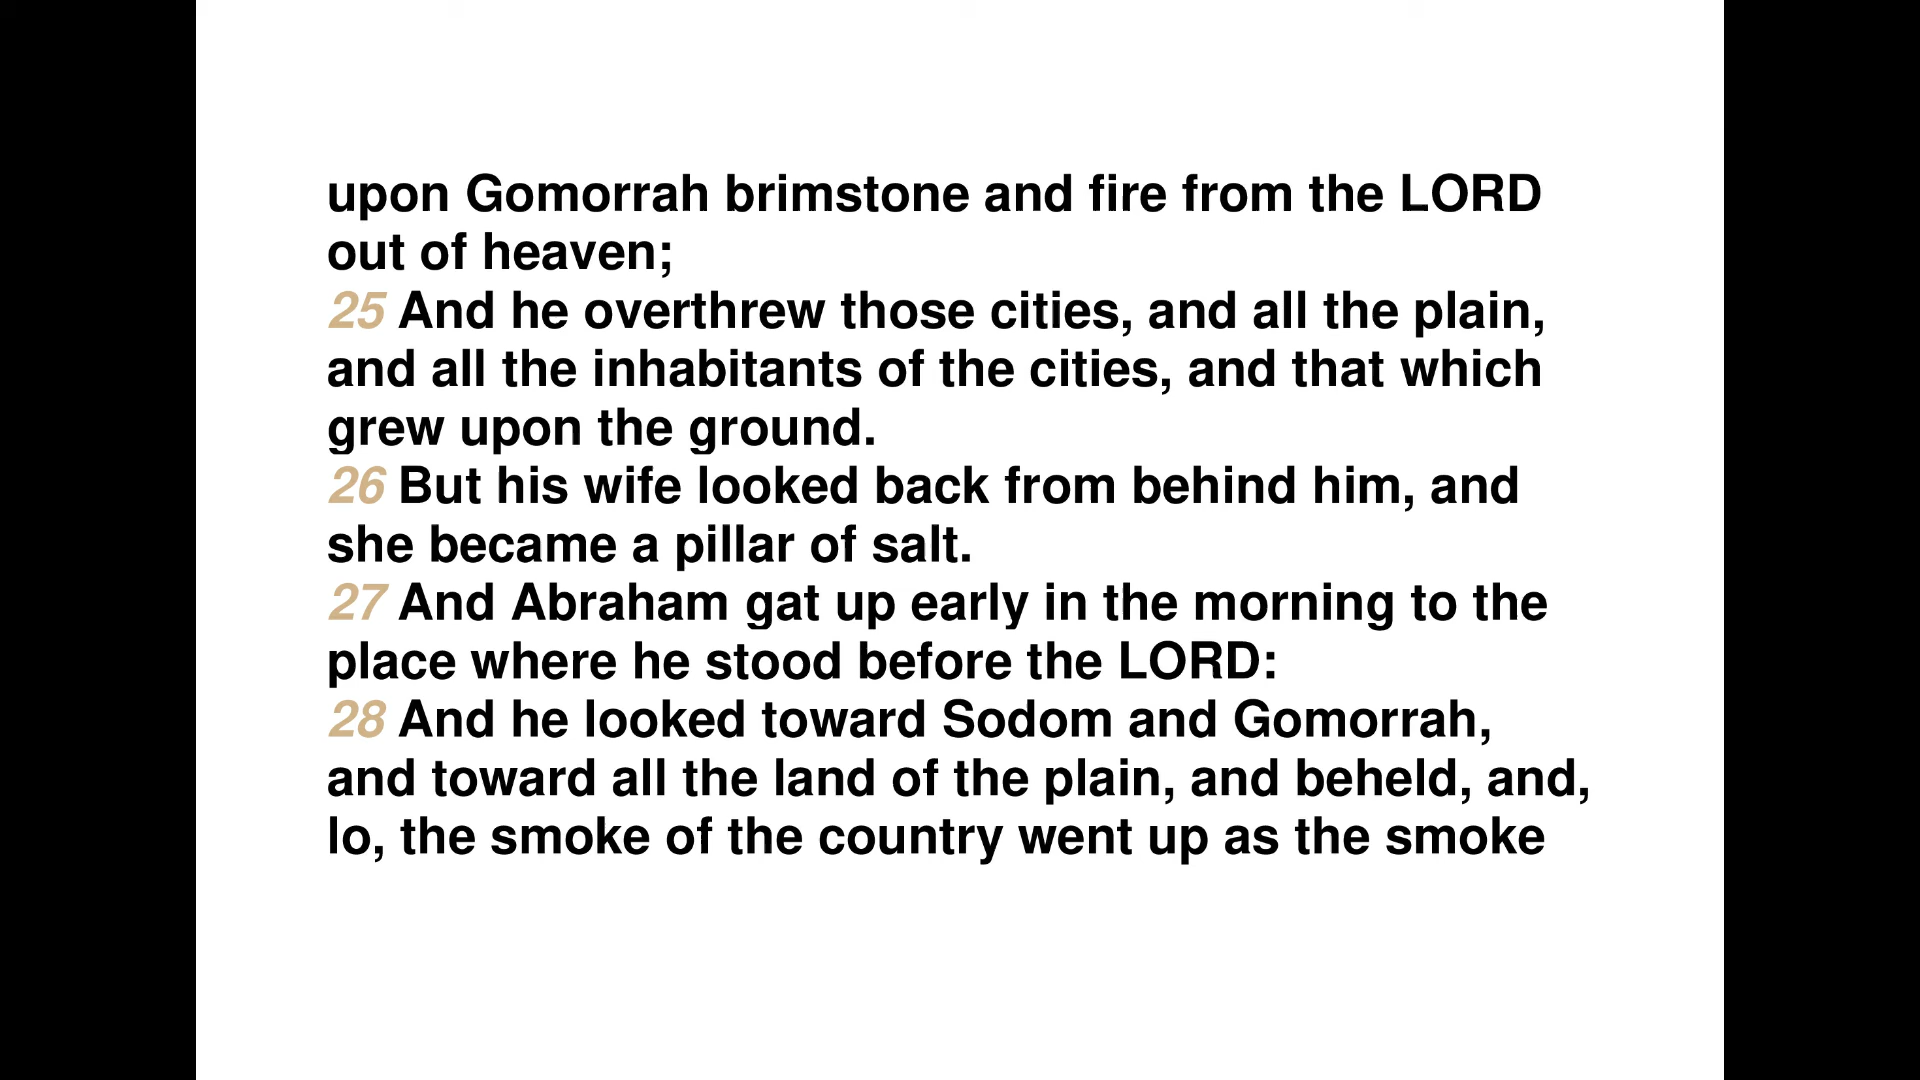 upon Gomorrah brimstone and fire from the LORD
out of heaven;
25 And he overthrew those cities, and all the plain,
and all the inhabitants of the cities, and that which
grew upon the ground.
26 But his wife looked back from behind him, and
she became a pillar of salt.
27 And Abraham gat up early in the morning to the
place where he stood before the LORD:
28 And he looked toward Sodom and Gomorrah,
and toward all the land of the plain, and beheld, and,
lo, the smoke of the country went up as the smoke